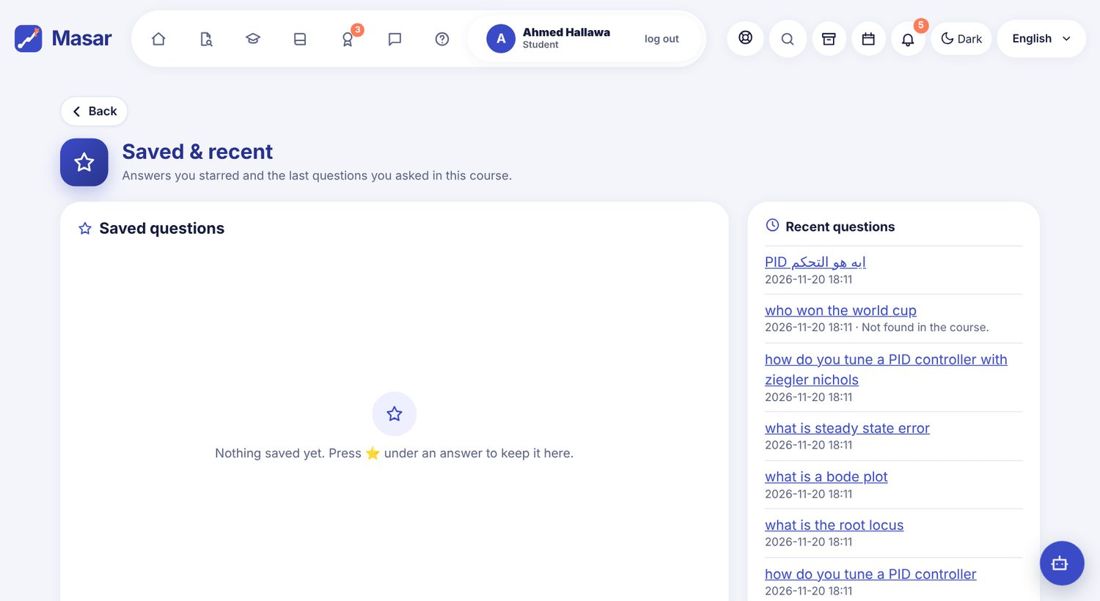 Masar
3
A
Ahmed Hallawa
Student
log out
5
Dark
English
Back
Saved & recent
Answers you starred and the last questions you asked in this course.
Saved questions
Nothing saved yet. Press ⭐ under an answer to keep it here.
Recent questions
ايه هو التحكم PID
2026-11-20 18:11
who won the world cup
2026-11-20 18:11 · Not found in the course.
how do you tune a PID controller with
ziegler nichols
2026-11-20 18:11
what is steady state error
2026-11-20 18:11
what is a bode plot
2026-11-20 18:11
what is the root locus
2026-11-20 18:11
how do you tune a PID controller
2026-11-20 18:11